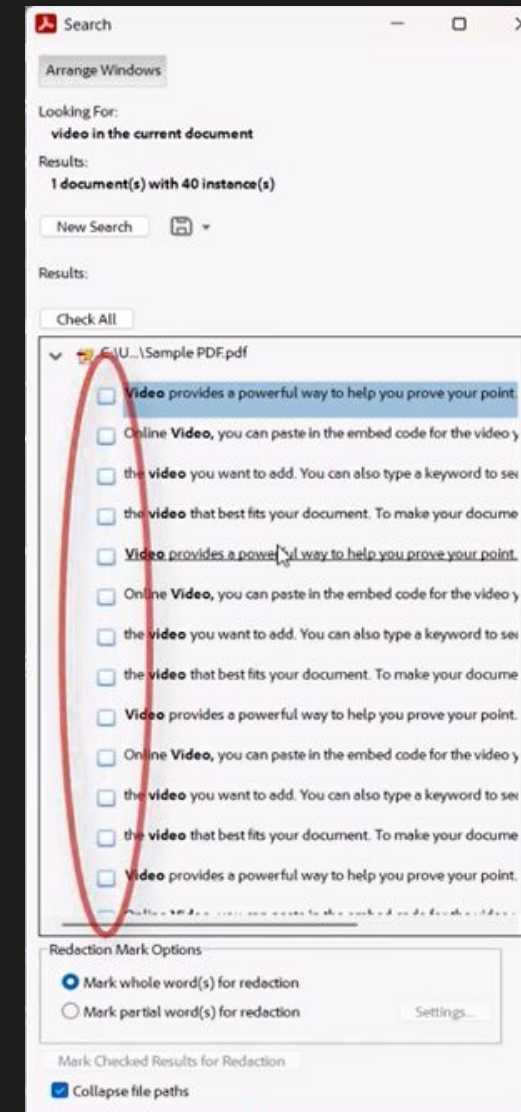 Search
Arrange Windows
Looking For:
video in the current document
Results:
1 document(s) with 40 instance(s)
New Search
Results:
Check All
C:\U...\Sample PDF.pdf
Video provides a powerful way to help you prove your point.
Online Video, you can paste in the embed code for the video y
the video you want to add. You can also type a keyword to sea
the video that best fits your document. To make your docume
Video provides a powerful way to help you prove your point.
Online Video, you can paste in the embed code for the video y
the video you want to add. You can also type a keyword to sea
the video that best fits your document. To make your docume
Video provides a powerful way to help you prove your point.
Online Video, you can paste in the embed code for the video y
the video you want to add. You can also type a keyword to sea
the video that best fits your document. To make your docume
Video provides a powerful way to help you prove your point.
Redaction Mark Options
Mark whole word(s) for redaction
Mark partial word(s) for redaction
Settings...
Mark Checked Results for Redaction
Collapse file paths